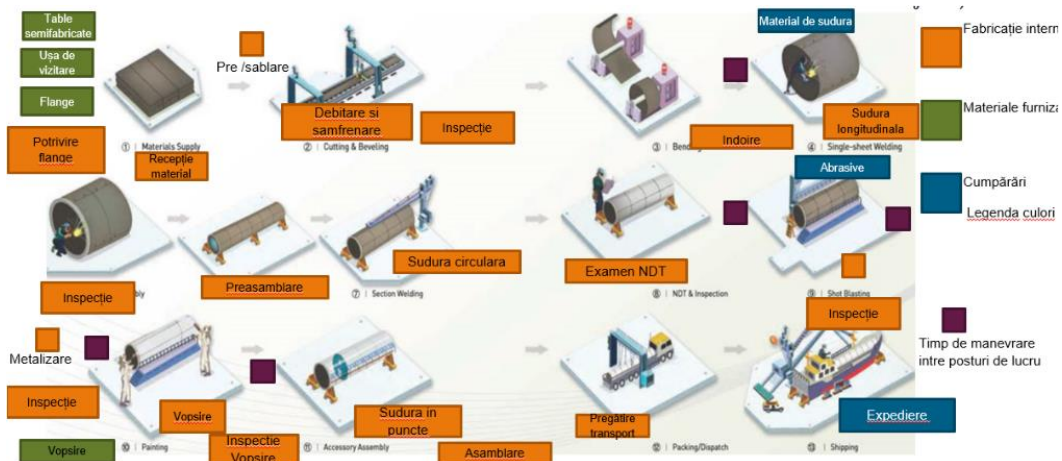 Table
semifabricate
Ușa de
vizitare
Flange
Pre /sablare
Material de sudura
Fabricație intern
Debitare si
samfrenare
Inspecție
Sudura
longitudinala
Materiale furniza
Potrivire
flange
① | Materials Supply
② | Cutting & Beveling
③ | Bend
Indoire
④ | Single-sheet Welding
Recepție
material
Abrasive
Cumpărări
Legenda culori
Sudura circulara
Examen NDT
Inspecție
Preasamblare
⑦ | Section Welding
⑧ | NDT & Inspection
⑨ | Shot Blasting
Inspecție
Metalizare
Timp de manevrare
intre posturi de lucru
Inspecție
Vopsire
Sudura in
puncte
Pregătire
transport
Expediere
⑩ | Painting
Inspectie
Vopsire
⑪ | Accessory Assembly
⑫ | Packing/Dispatch
⑬ | Shipping
Vopsire
Asamblare